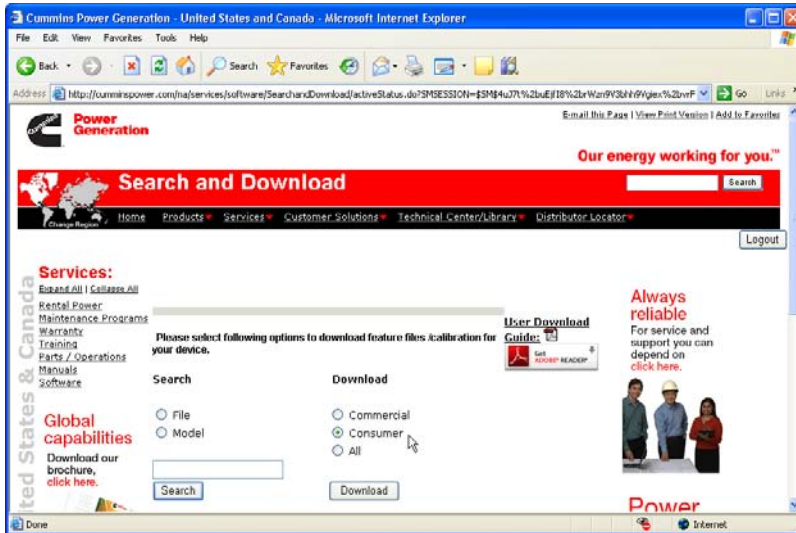 Cummins Power Generation - United States and Canada - Microsoft Internet Explorer
File Edit View Favorites Tools Help
Back Search Favorites
Address Go Links
Power
Generation
E-mail this Page | View Print Version | Add to Favorites
Our energy working for you.™
Search and Download
Search
Change Region
Home Products Services Customer Solutions Technical Center/Library Distributor Locator
Logout
Services:
Expand All | Collapse All
Rental Power
Maintenance Programs
Warranty
Training
Parts / Operations
Manuals
Software
Global
capabilities
Download our
brochure,
click here.
Please select following options to download feature files /calibration for
your device.
User Download
Guide:
Get
ADOBE® READER®
Search
File
Model
Search
Download
Commercial
Consumer
All
Download
Always
reliable
For service and
support you can
depend on
click here.
Power
ited States & Canada
Done
Internet